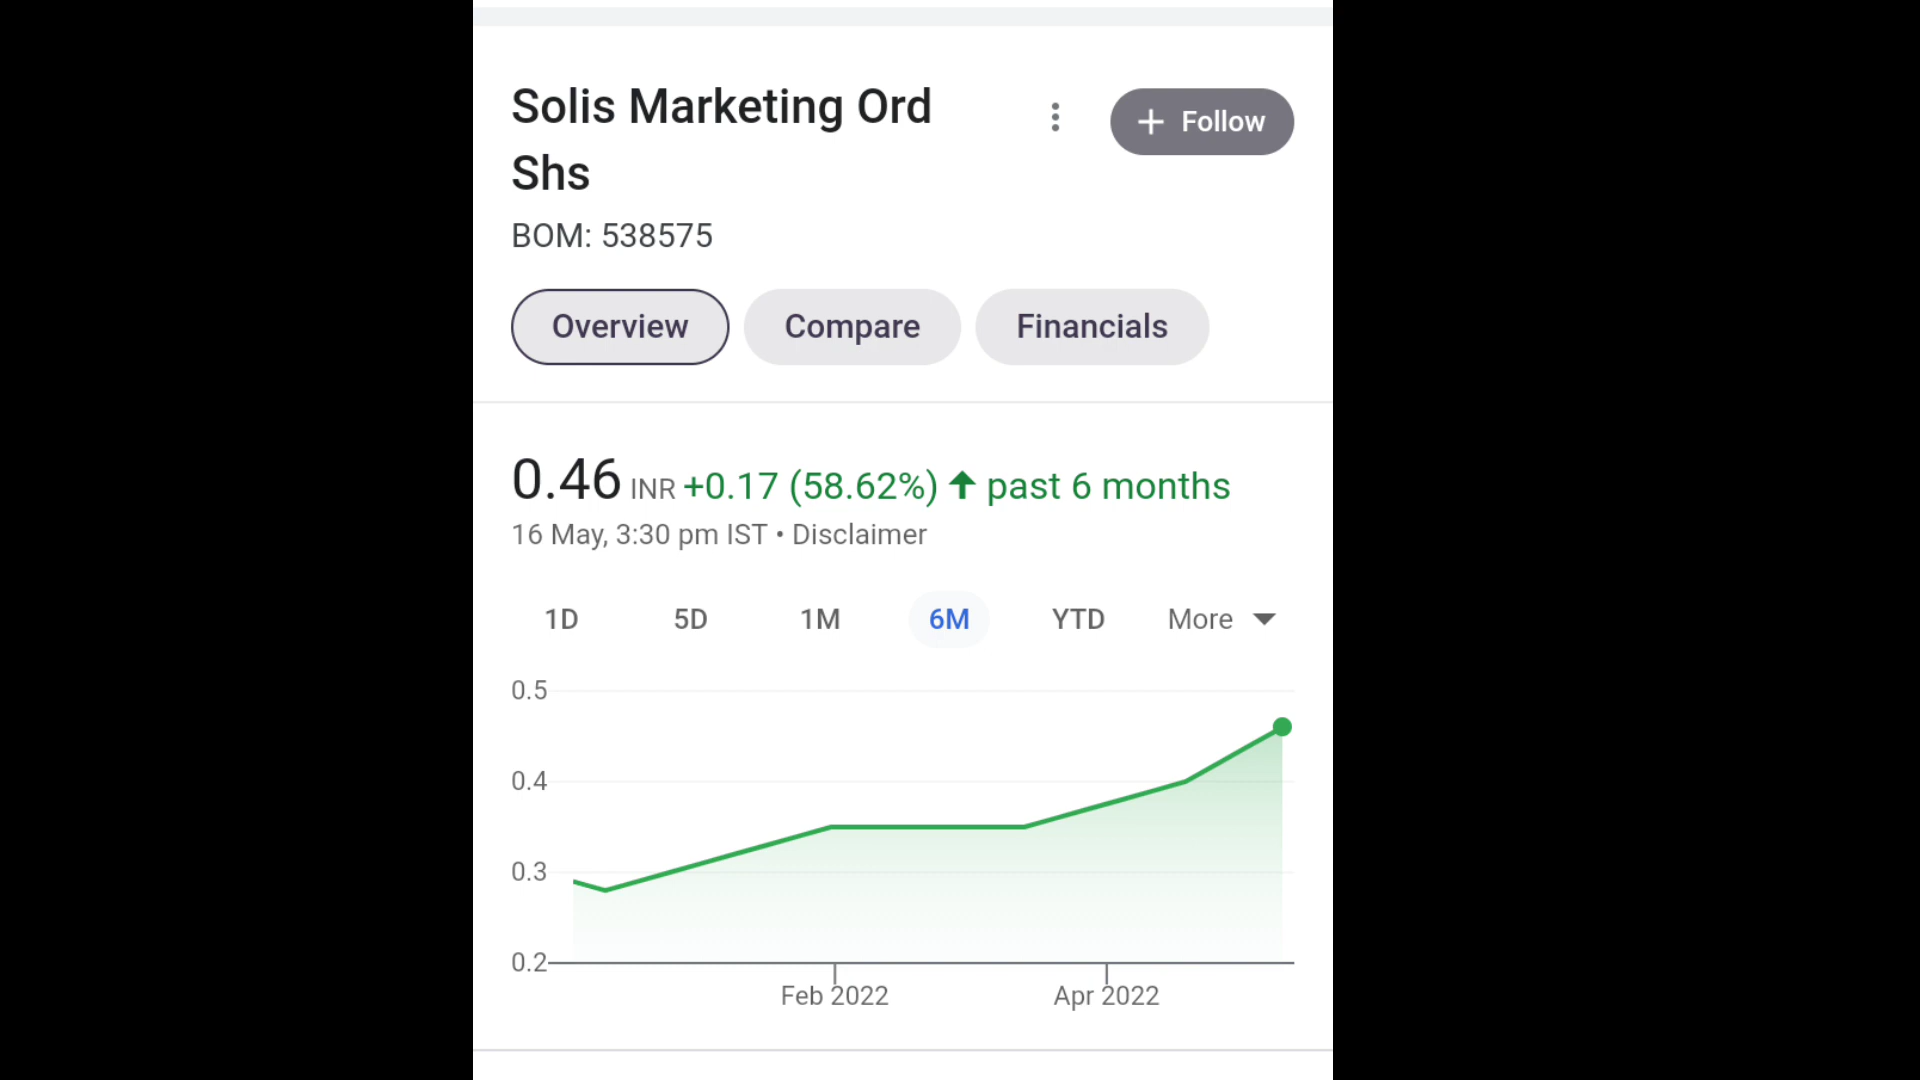 Solis Marketing Ord
Shs
+ Follow
BOM: 538575
Overview Compare Financials
0.46 INR +0.17 (58.62%) ↑ past 6 months
16 May, 3:30 pm IST • Disclaimer
1D 5D 1M 6M YTD More
0.5
0.4
0.3
0.2
Feb 2022 Apr 2022